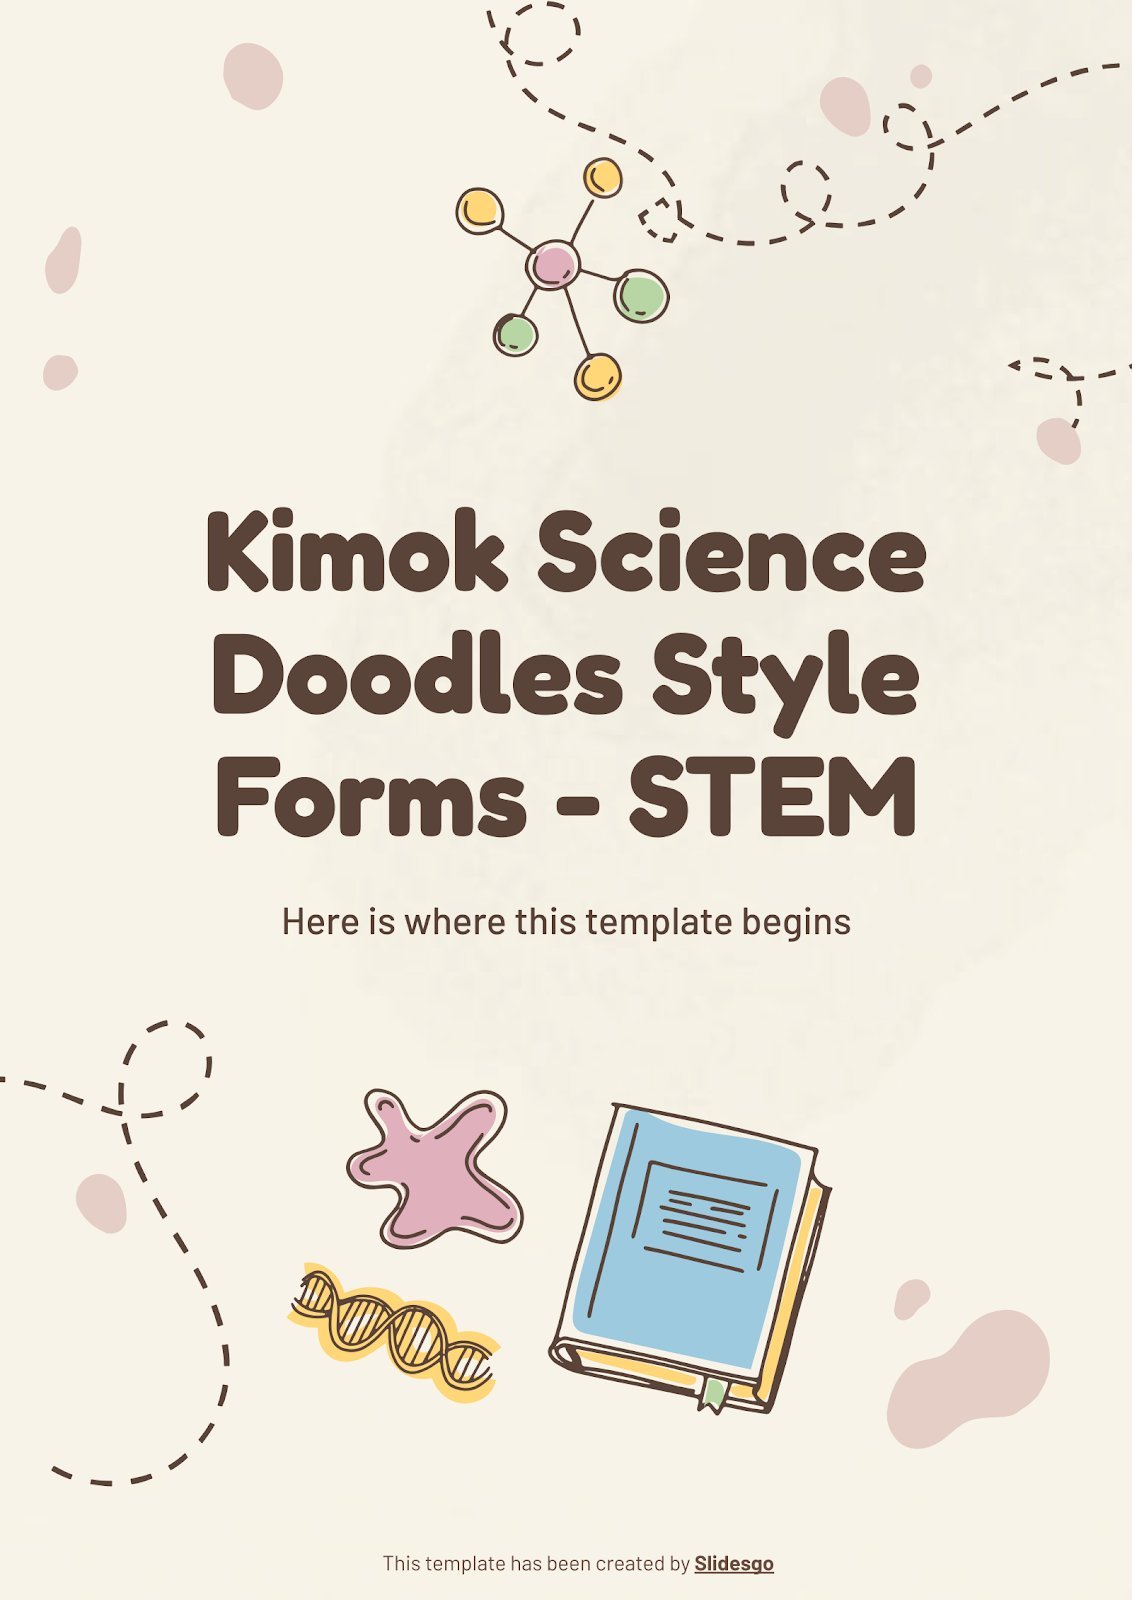 Kimok Science
Doodles Style
Forms - STEM
Here is where this template begins
This template has been created by Slidesgo